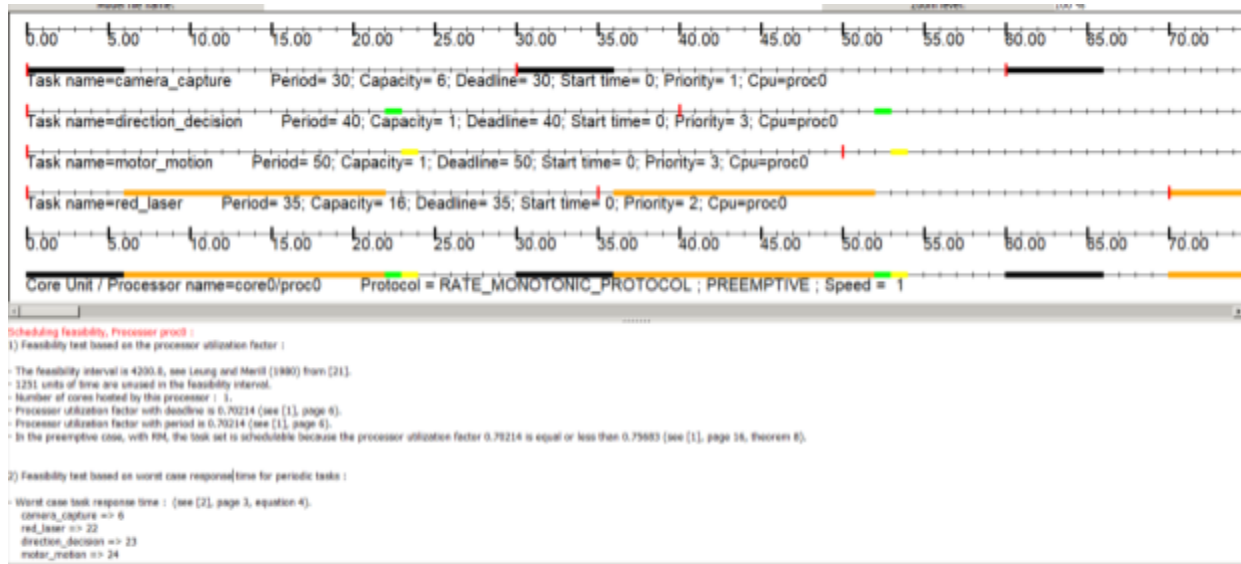 Model file name:
Zoom level: 100 %
0.00 5.00 10.00 15.00 20.00 25.00 30.00 35.00 40.00 45.00 50.00 55.00 60.00 65.00 70.00
Task name=camera_capture Period= 30; Capacity= 6; Deadline= 30; Start time= 0; Priority= 1; Cpu=proc0
Task name=direction_decision Period= 40; Capacity= 1; Deadline= 40; Start time= 0; Priority= 3; Cpu=proc0
Task name=motor_motion Period= 50; Capacity= 1; Deadline= 50; Start time= 0; Priority= 3; Cpu=proc0
Task name=red_laser Period= 35; Capacity= 16; Deadline= 35; Start time= 0; Priority= 2; Cpu=proc0
0.00 5.00 10.00 15.00 20.00 25.00 30.00 35.00 40.00 45.00 50.00 55.00 60.00 65.00 70.00
Core Unit / Processor name=core0/proc0 Protocol = RATE_MONOTONIC_PROTOCOL ; PREEMPTIVE ; Speed = 1
Scheduling feasibility, Processor proc0 :
1) Feasibility test based on the processor utilization factor :
- The feasibility interval is 4200.0, see Leung and Merill (1980) from [21].
- 1251 units of time are unused in the feasibility interval.
- Number of cores hosted by this processor : 1.
- Processor utilization factor with deadline is 0.70214 (see [1], page 6).
- Processor utilization factor with period is 0.70214 (see [1], page 6).
- In the preemptive case, with RM, the task set is schedulable because the processor utilization factor 0.70214 is equal or less than 0.75683 (see [1], page 16, theorem 8).
2) Feasibility test based on worst case response time for periodic tasks :
- Worst case task response time : (see [2], page 3, equation 4).
camera_capture => 6
red_laser => 22
direction_decision => 23
motor_motion => 24